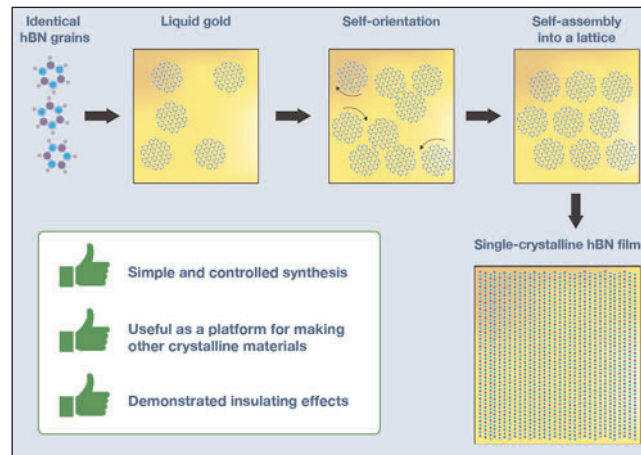 Identical
hBN grains
Liquid gold
Self-orientation
Self-assembly
into a lattice
Single-crystalline hBN film
Simple and controlled synthesis
Useful as a platform for making
other crystalline materials
Demonstrated insulating effects